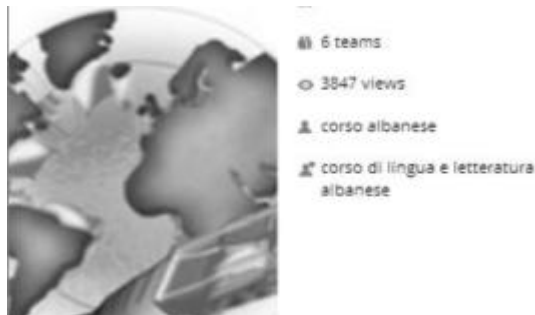 6 teams
3847 views
corso albanese
corso di lingua e letteratura
albanese